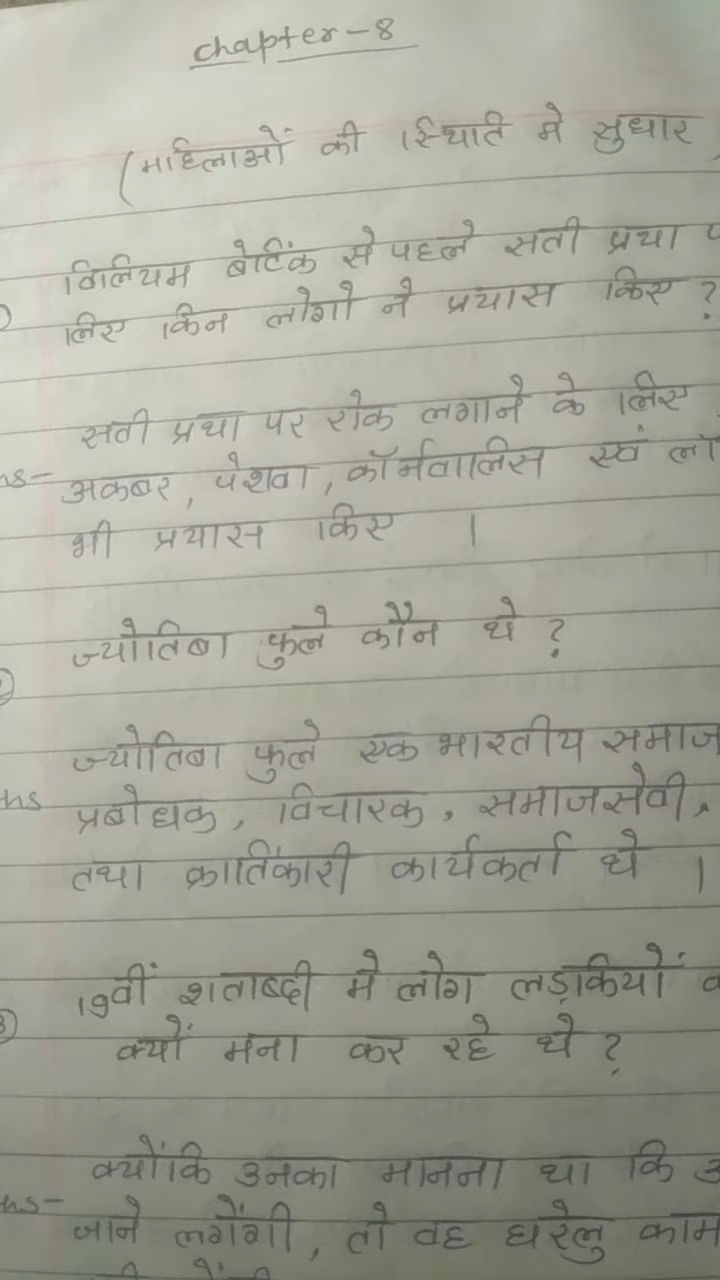 chapter-8
(महिलाओं की स्थिति मे सुधार
विलियम बेटिंक से पहले सती प्रथा
लिए किन लोगो ने प्रयास किए ?
सती प्रथा पर रोक लगाने के लिए
अकबर, पेशवा, कॉर्नवालिस एवं
भी प्रयास किए ।
ज्योतिबा फुले कौन थे ?
ज्योतिबा फुले एक भारतीय समाज
प्रबोधक, विचारक, समाजसेवी,
तथा क्रातिंकारी कार्यकर्ता थे ।
19वीं शताब्दी मे लोग लड़कियों
क्यों मना कर रहे थे ?
क्योंकि उनका मानना था कि
Ans- जाने लगेंगी, तो वह घरेलु काम